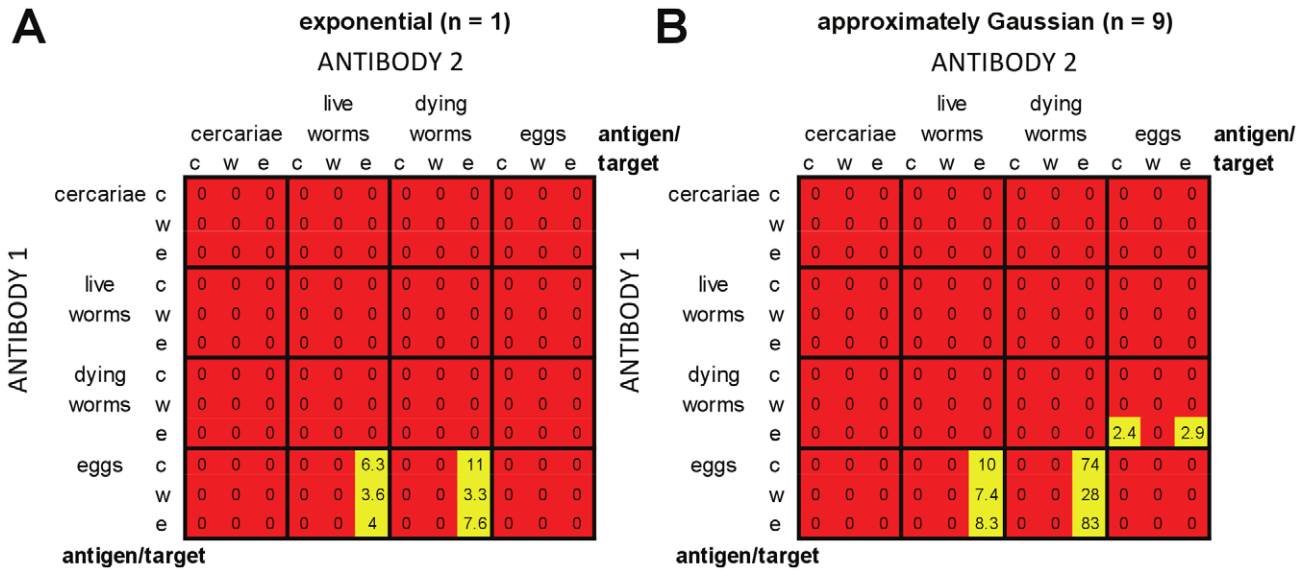 A
exponential (n = 1)
ANTIBODY 2
live dying
cercariae worms worms eggs antigen/
c w e c w e c w e c w e target
cercariae c 0 0 0 0 0 0 0 0 0 0 0 0
w 0 0 0 0 0 0 0 0 0 0 0 0
e 0 0 0 0 0 0 0 0 0 0 0 0
live c 0 0 0 0 0 0 0 0 0 0 0 0
worms w 0 0 0 0 0 0 0 0 0 0 0 0
e 0 0 0 0 0 0 0 0 0 0 0 0
dying c 0 0 0 0 0 0 0 0 0 0 0 0
worms w 0 0 0 0 0 0 0 0 0 0 0 0
e 0 0 0 0 0 0 0 0 0 0 0 0
eggs c 0 0 0 0 0 6.3 0 0 11 0 0 0
w 0 0 0 0 0 3.6 0 0 3.3 0 0 0
e 0 0 0 0 0 4 0 0 7.6 0 0 0
antigen/target
ANTIBODY 1
B
approximately Gaussian (n = 9)
ANTIBODY 2
live dying
cercariae worms worms eggs antigen/
c w e c w e c w e c w e target
cercariae c 0 0 0 0 0 0 0 0 0 0 0 0
w 0 0 0 0 0 0 0 0 0 0 0 0
e 0 0 0 0 0 0 0 0 0 0 0 0
live c 0 0 0 0 0 0 0 0 0 0 0 0
worms w 0 0 0 0 0 0 0 0 0 0 0 0
e 0 0 0 0 0 0 0 0 0 0 0 0
dying c 0 0 0 0 0 0 0 0 0 0 0 0
worms w 0 0 0 0 0 0 0 0 0 0 0 0
e 0 0 0 0 0 0 0 0 0 2.4 0 2.9
eggs c 0 0 0 0 0 10 0 0 74 0 0 0
w 0 0 0 0 0 7.4 0 0 28 0 0 0
e 0 0 0 0 0 8.3 0 0 83 0 0 0
antigen/target
ANTIBODY 1